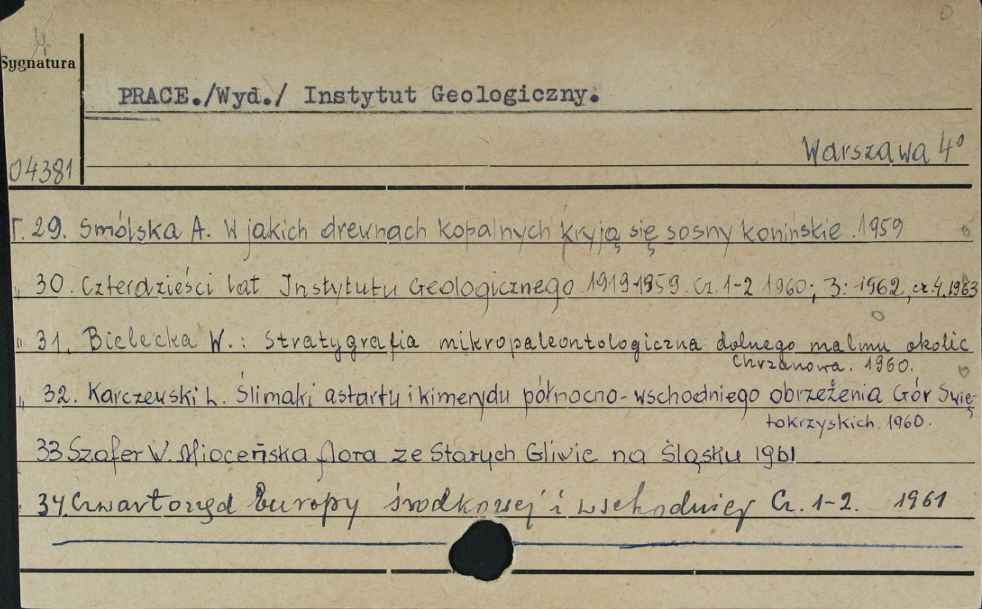 Sygnatura
PRACE./Wyd./ Instytut Geologiczny.
Warszawa 4°
04381
T. 29. Smólska A. W jakich drewnach kopalnych kryją się sosny konińskie. 1959
" 30. Czterdzieści lat Instytutu Geologicznego 1919-1959. Cz. 1-2 1960; 3: 1962, cz. 4. 1963
" 31. Bielecka W.: Stratygrafia mikropaleontologiczna dolnego malmu okolic
Chrzanowa. 1960.
" 32. Karczewski L. Ślimaki astartu i kimerydu północno-wschodniego obrzeżenia Gór Świę-
tokrzyskich. 1960.
33 Szafer W. Mioceńska flora ze Starych Gliwic na Śląsku 1961
34. Czwartorzęd Europy środkowej i wschodniej Cz. 1-2. 1961